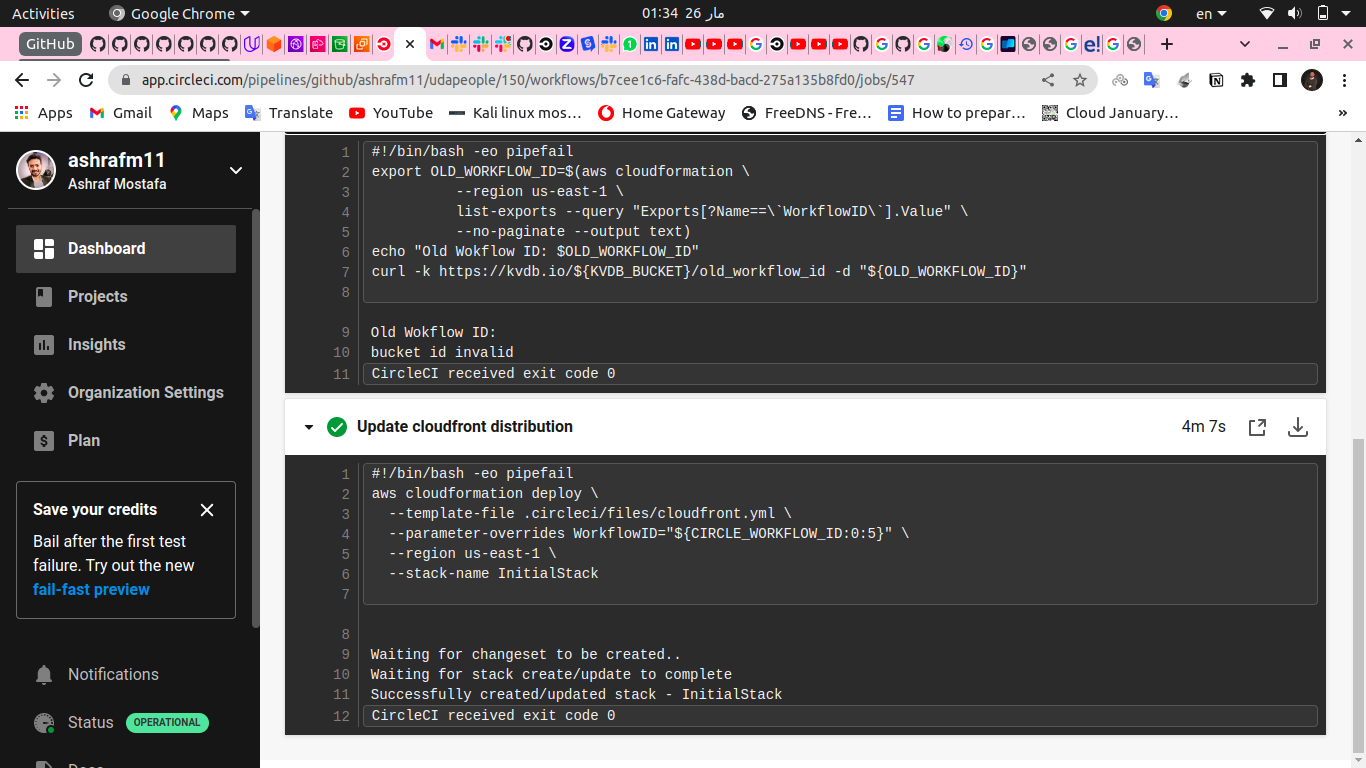 Activities
Google Chrome
01:34 26 مار
en
GitHub
app.circleci.com/pipelines/github/ashrafm11/udapeople/150/workflows/b7cee1c6-fafc-438d-bacd-275a135b8fd0/jobs/547
Apps
Gmail
Maps
Translate
YouTube
Kali linux mos…
Home Gateway
FreeDNS - Fre…
How to prepar…
Cloud January…
»
ashrafm11
Ashraf Mostafa
Dashboard
Projects
Insights
Organization Settings
Plan
Save your credits
Bail after the first test
failure. Try out the new
fail-fast preview
Notifications
Status OPERATIONAL
1 #!/bin/bash -eo pipefail
2 export OLD_WORKFLOW_ID=$(aws cloudformation \
3 --region us-east-1 \
4 list-exports --query "Exports[?Name==\`WorkflowID\`].Value" \
5 --no-paginate --output text)
6 echo "Old Wokflow ID: $OLD_WORKFLOW_ID"
7 curl -k https://kvdb.io/${KVDB_BUCKET}/old_workflow_id -d "${OLD_WORKFLOW_ID}"
8
9 Old Wokflow ID:
10 bucket id invalid
11 CircleCI received exit code 0
Update cloudfront distribution
4m 7s
1 #!/bin/bash -eo pipefail
2 aws cloudformation deploy \
3 --template-file .circleci/files/cloudfront.yml \
4 --parameter-overrides WorkflowID="${CIRCLE_WORKFLOW_ID:0:5}" \
5 --region us-east-1 \
6 --stack-name InitialStack
7
8
9 Waiting for changeset to be created..
10 Waiting for stack create/update to complete
11 Successfully created/updated stack - InitialStack
12 CircleCI received exit code 0